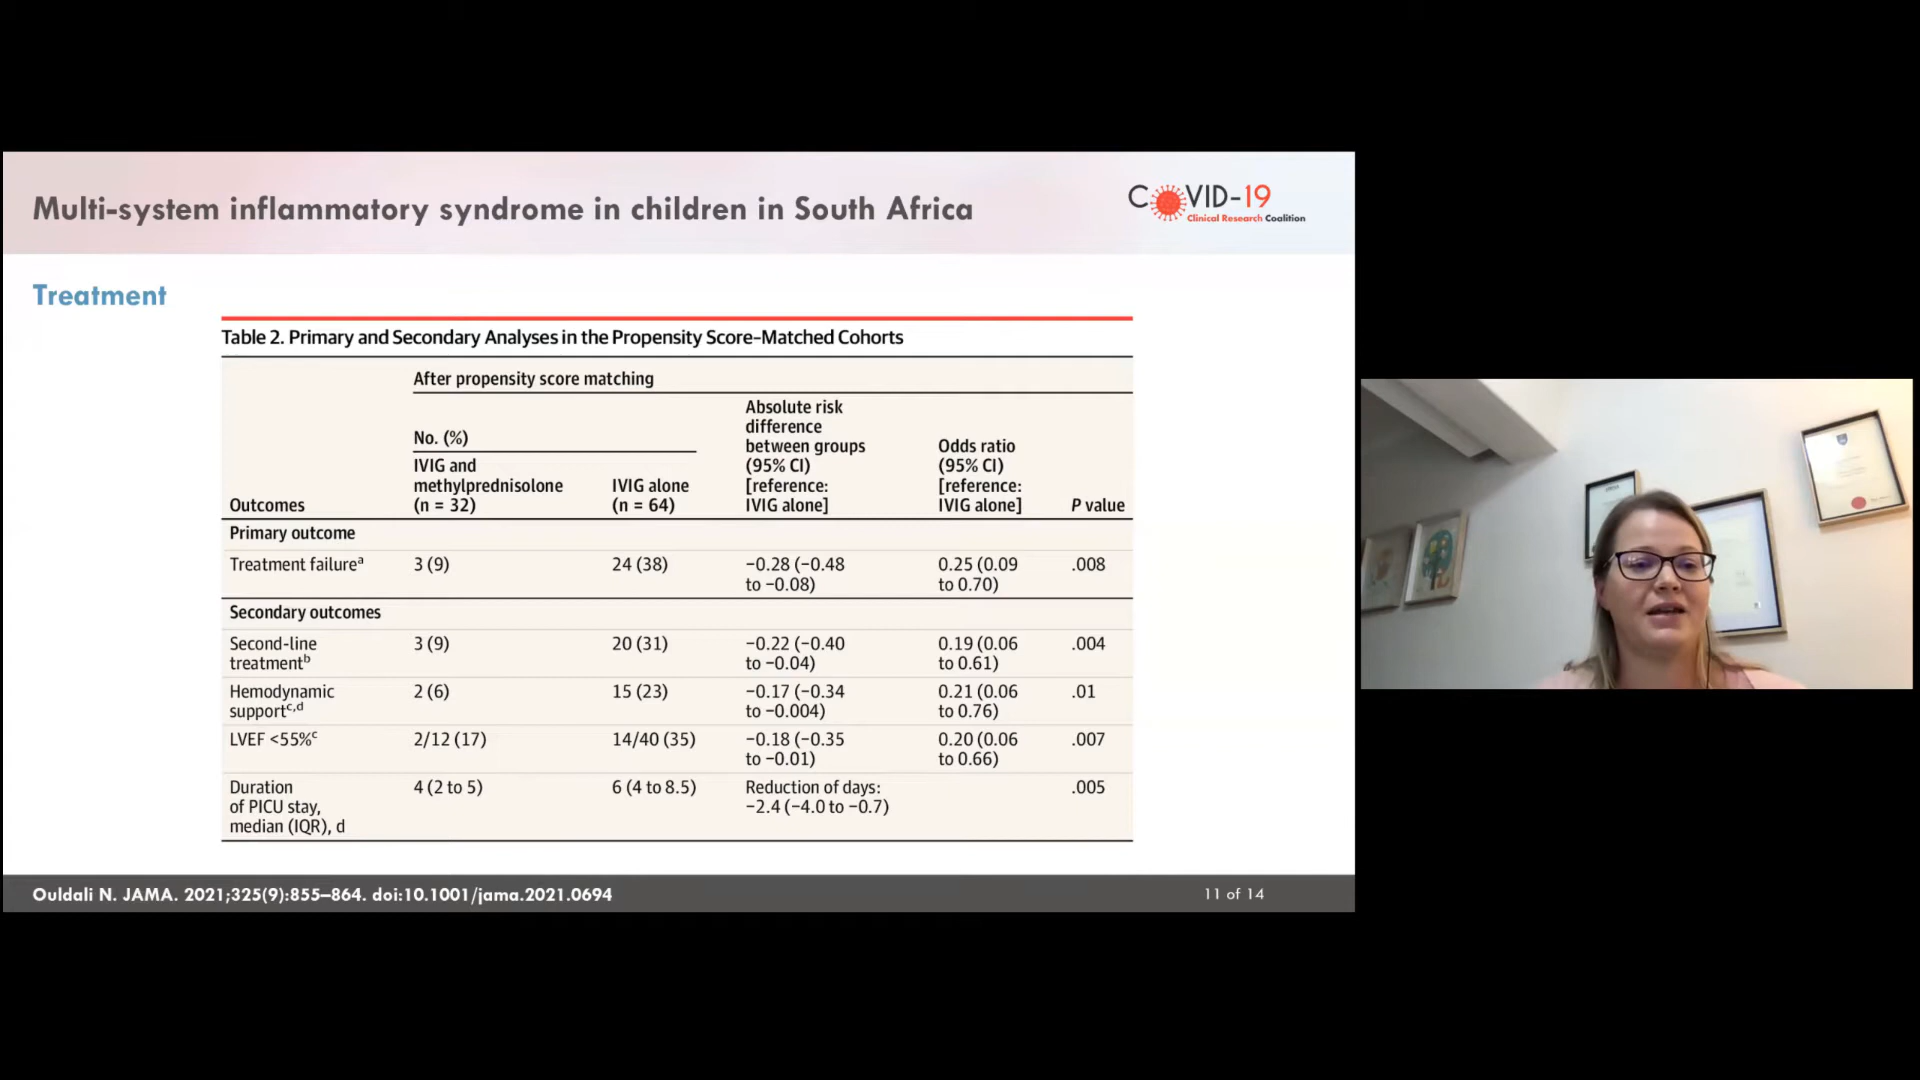 Multi-system inflammatory syndrome in children in South Africa
COVID-19
Clinical Research Coalition
Treatment
Table 2. Primary and Secondary Analyses in the Propensity Score-Matched Cohorts
After propensity score matching
No. (%)
Outcomes
IVIG and
methylprednisolone
(n = 32)
IVIG alone
(n = 64)
Absolute risk
difference
between groups
(95% CI)
[reference:
IVIG alone]
Odds ratio
(95% CI)
[reference:
IVIG alone]
P value
Primary outcome
Treatment failureᵃ 3 (9) 24 (38) −0.28 (−0.48 0.25 (0.09 .008
to −0.08) to 0.70)
Secondary outcomes
Second-line 3 (9) 20 (31) −0.22 (−0.40 0.19 (0.06 .004
treatmentᵇ to −0.04) to 0.61)
Hemodynamic 2 (6) 15 (23) −0.17 (−0.34 0.21 (0.06 .01
supportᶜ,ᵈ to −0.004) to 0.76)
LVEF <55%ᶜ 2/12 (17) 14/40 (35) −0.18 (−0.35 0.20 (0.06 .007
to −0.01) to 0.66)
Duration 4 (2 to 5) 6 (4 to 8.5) Reduction of days: .005
of PICU stay, −2.4 (−4.0 to −0.7)
median (IQR), d
Ouldali N. JAMA. 2021;325(9):855–864. doi:10.1001/jama.2021.0694
11 of 14